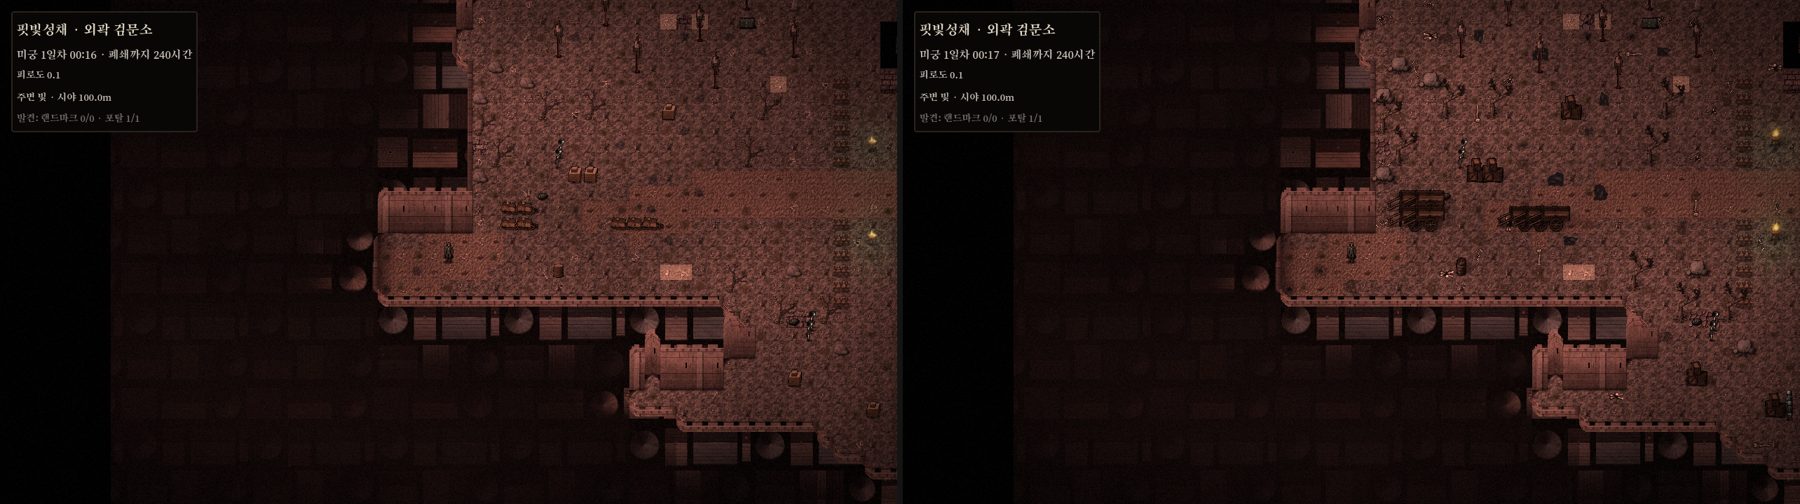 핏빛성채 · 외곽 검문소
미궁 1일차 00:16 · 폐쇄까지 240시간
피로도 0.1
주변 빛 · 시야 100.0m
발견: 랜드마크 0/0 · 포탈 1/1
핏빛성채 · 외곽 검문소
미궁 1일차 00:17 · 폐쇄까지 240시간
피로도 0.1
주변 빛 · 시야 100.0m
발견: 랜드마크 0/0 · 포탈 1/1